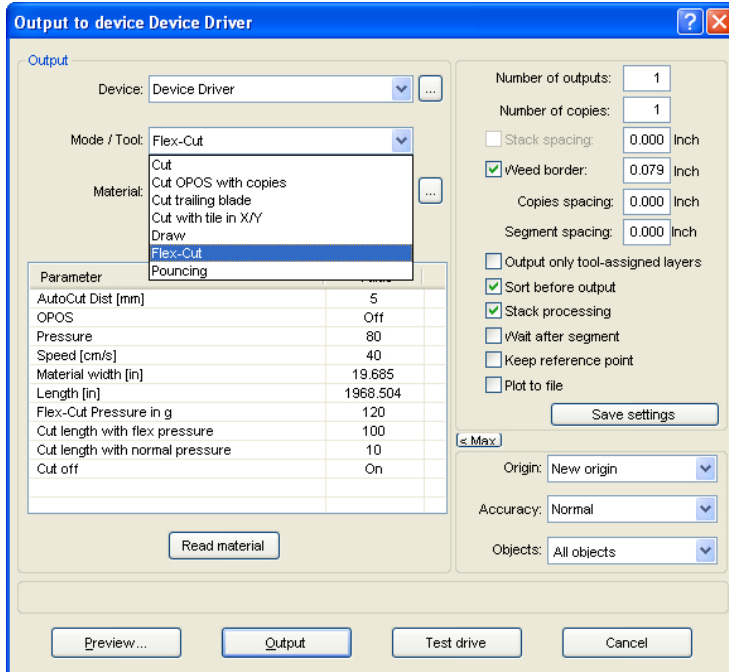 Output to device Device Driver
Output
Device: Device Driver
...
Mode / Tool: Flex-Cut
Cut
Cut OPOS with copies
Cut trailing blade
Cut with tile in X/Y
Draw
Flex-Cut
Pouncing
Material:
...
Parameter
AutoCut Dist [mm] 5
OPOS Off
Pressure 80
Speed [cm/s] 40
Material width [in] 19.685
Length [in] 1968.504
Flex-Cut Pressure in g 120
Cut length with flex pressure 100
Cut length with normal pressure 10
Cut off On
Read material
Number of outputs: 1
Number of copies: 1
Stack spacing: 0.000 Inch
Weed border: 0.079 Inch
Copies spacing: 0.000 Inch
Segment spacing: 0.000 Inch
Output only tool-assigned layers
Sort before output
Stack processing
Wait after segment
Keep reference point
Plot to file
Save settings
< Max
Origin: New origin
Accuracy: Normal
Objects: All objects
Preview... Output Test drive Cancel